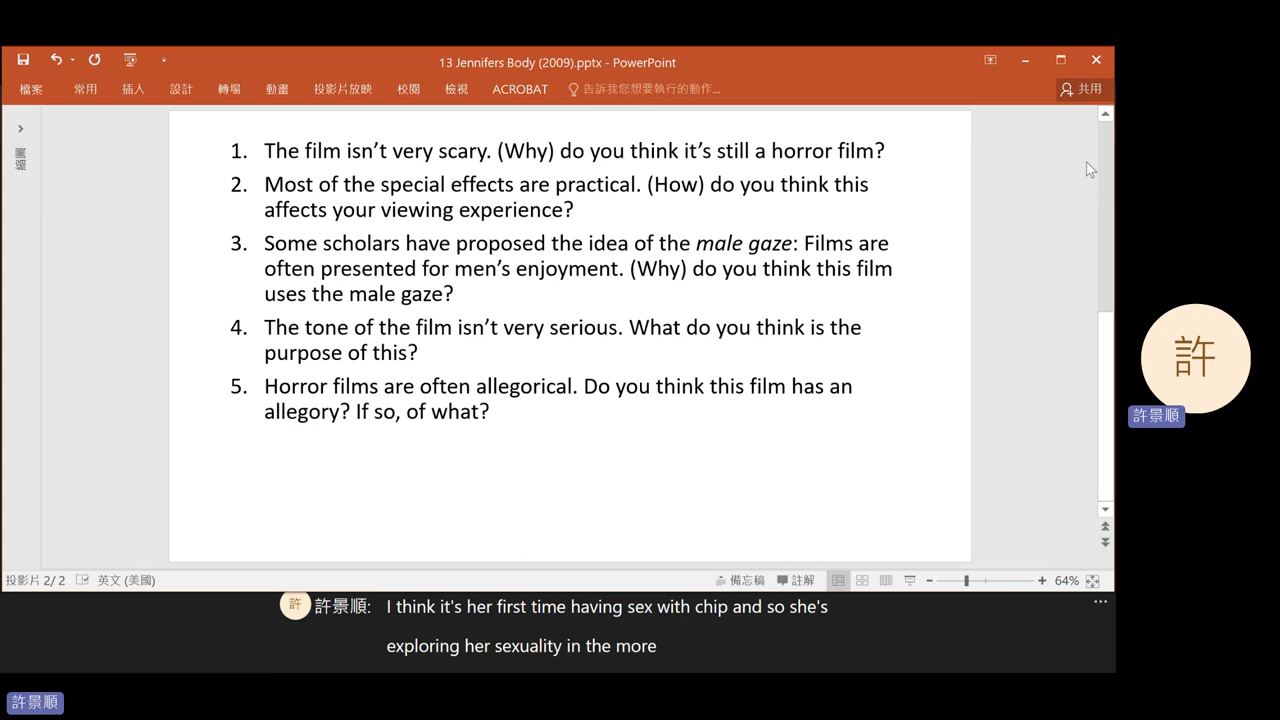 13 Jennifers Body (2009).pptx - PowerPoint
檔案 常用 插入 設計 轉場 動畫 投影片放映 校閱 檢視 ACROBAT 告訴我您想要執行的動作... 共用
1. The film isn't very scary. (Why) do you think it's still a horror film?
2. Most of the special effects are practical. (How) do you think this
affects your viewing experience?
3. Some scholars have proposed the idea of the male gaze: Films are
often presented for men's enjoyment. (Why) do you think this film
uses the male gaze?
4. The tone of the film isn't very serious. What do you think is the
purpose of this?
5. Horror films are often allegorical. Do you think this film has an
allegory? If so, of what?
許
許景順
投影片 2/2 英文 (美國) 備忘稿 註解 64%
許 許景順: I think it's her first time having sex with chip and so she's
exploring her sexuality in the more
許景順